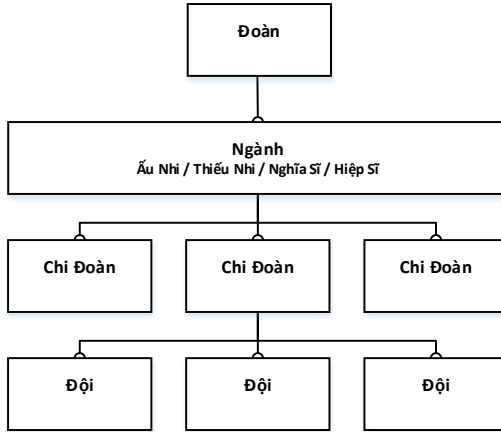 Đoàn
Ngành
Ấu Nhi / Thiếu Nhi / Nghĩa Sĩ / Hiệp Sĩ
Chi Đoàn
Chi Đoàn
Chi Đoàn
Đội
Đội
Đội